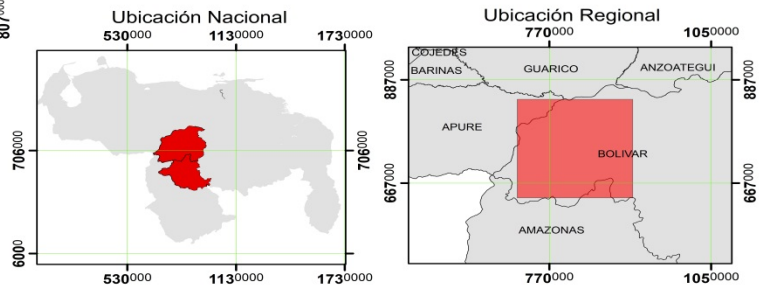 807000
Ubicación Nacional
530000 1130000 1730000
706000 706000
6000
530000 1130000 1730000
Ubicación Regional
770000 1050000
887000 887000
COJEDES
BARINAS GUARICO ANZOATEGUI
APURE
BOLIVAR
667000 667000
AMAZONAS
770000 1050000